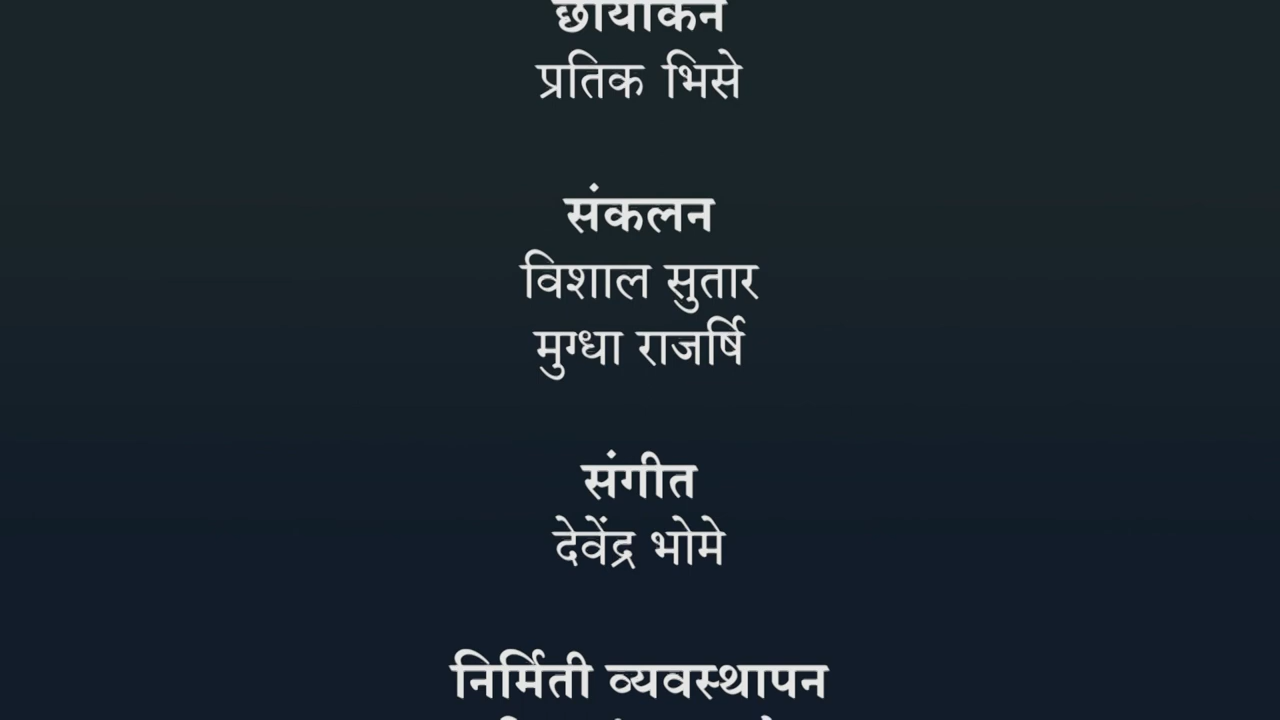 छायांकन
प्रतिक भिसे
संकलन
विशाल सुतार
मुग्धा राजर्षि
संगीत
देवेंद्र भोमे
निर्मिती व्यवस्थापन